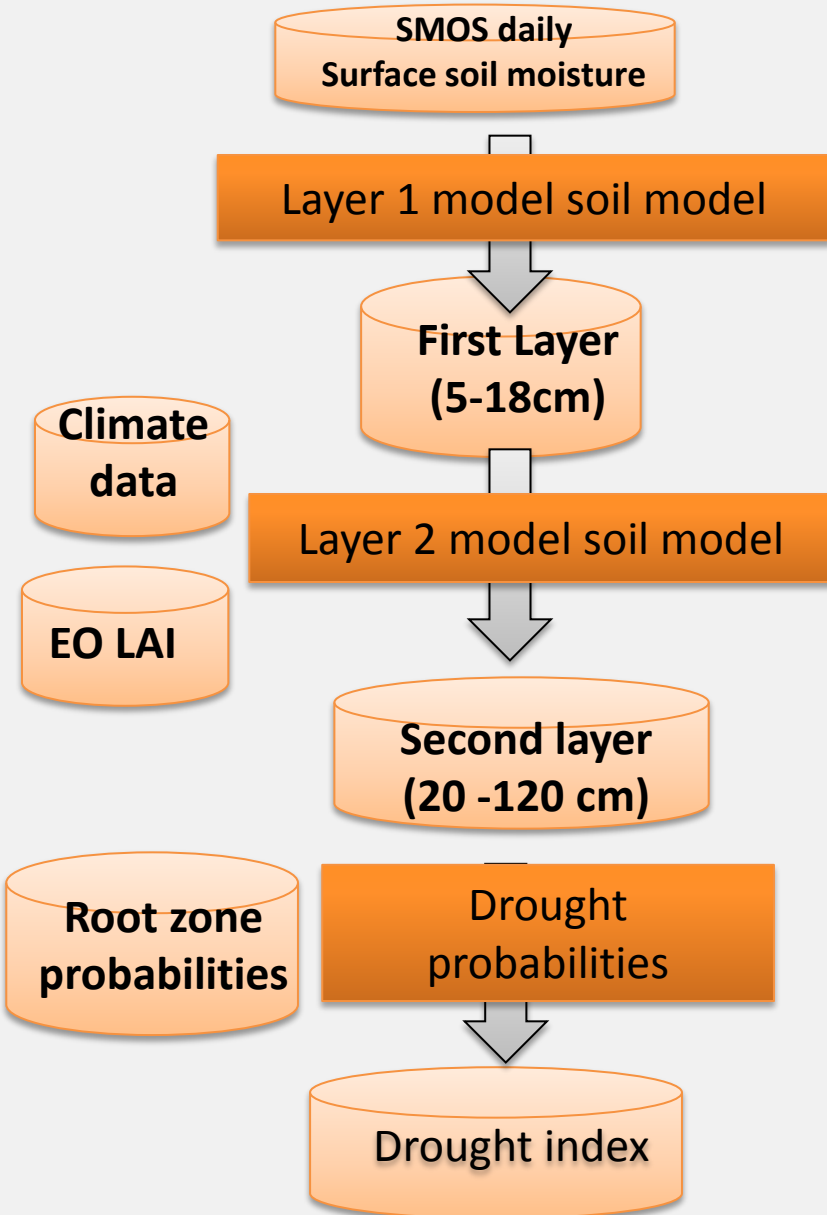 SMOS daily
Surface soil moisture
Layer 1 model soil model
First Layer
(5-18cm)
Climate
data
Layer 2 model soil model
EO LAI
Second layer
(20 -120 cm)
Root zone
probabilities
Drought
probabilities
Drought index